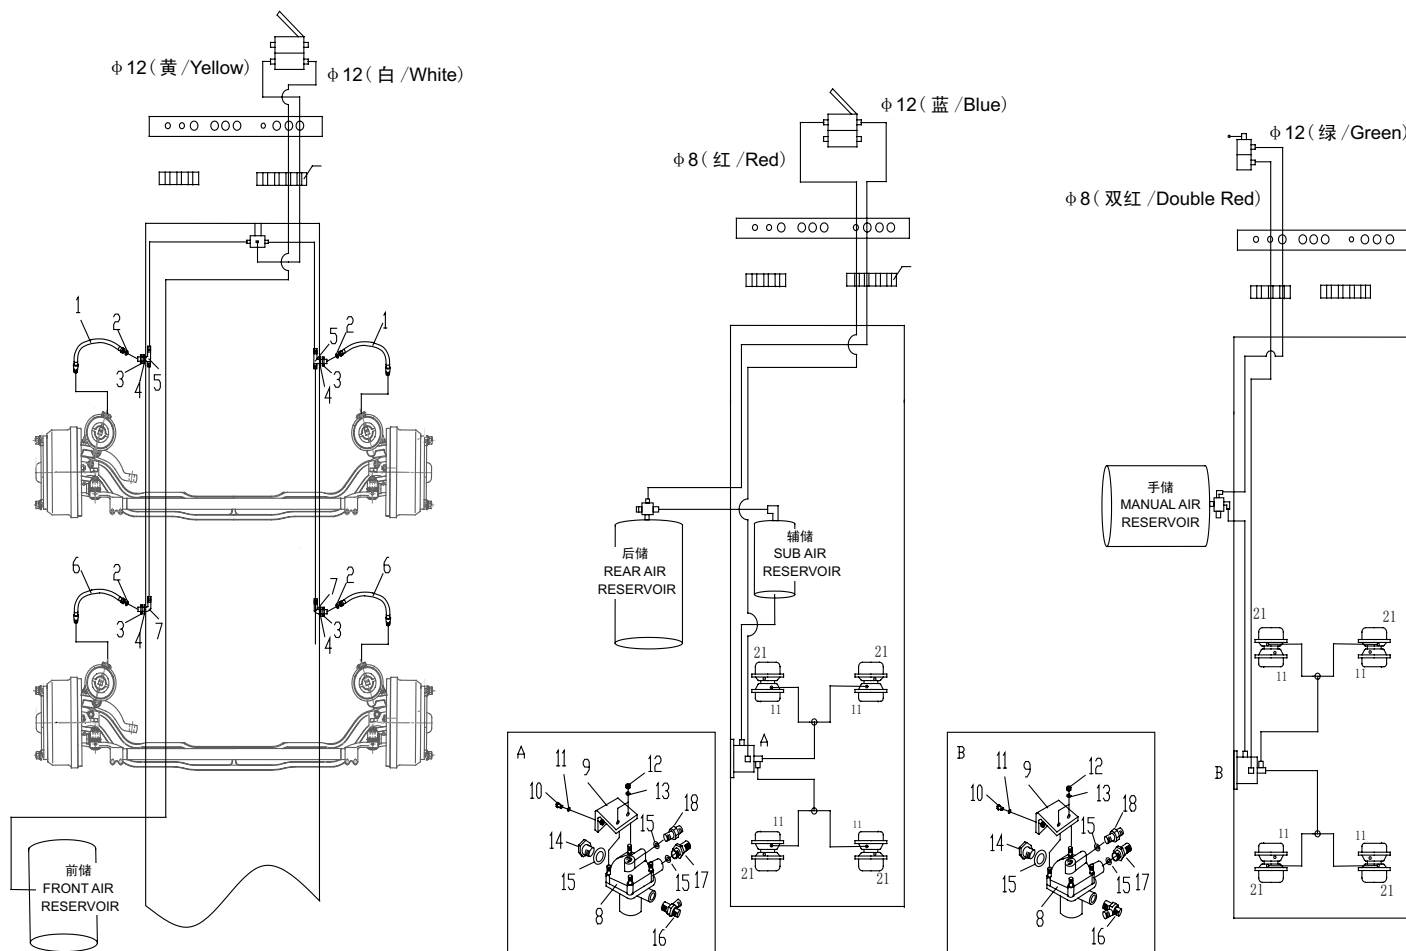 φ12(黄/Yellow)
φ12(白/White)
1
2
3
4
5
5
2
1
3
4
6
2
3
4
7
7
2
6
3
4
前储
FRONT AIR
RESERVOIR
φ12(蓝/Blue)
φ8(红/Red)
后储
REAR AIR
RESERVOIR
辅储
SUB AIR
RESERVOIR
21
21
11
11
A
11
11
21
21
A
10
11
9
12
13
18
14
15
15
15
17
8
16
φ12(绿/Green)
φ8(双红/Double Red)
手储
MANUAL AIR
RESERVOIR
21
21
11
11
B
11
11
21
21
B
10
11
9
12
13
18
14
15
15
15
17
8
16